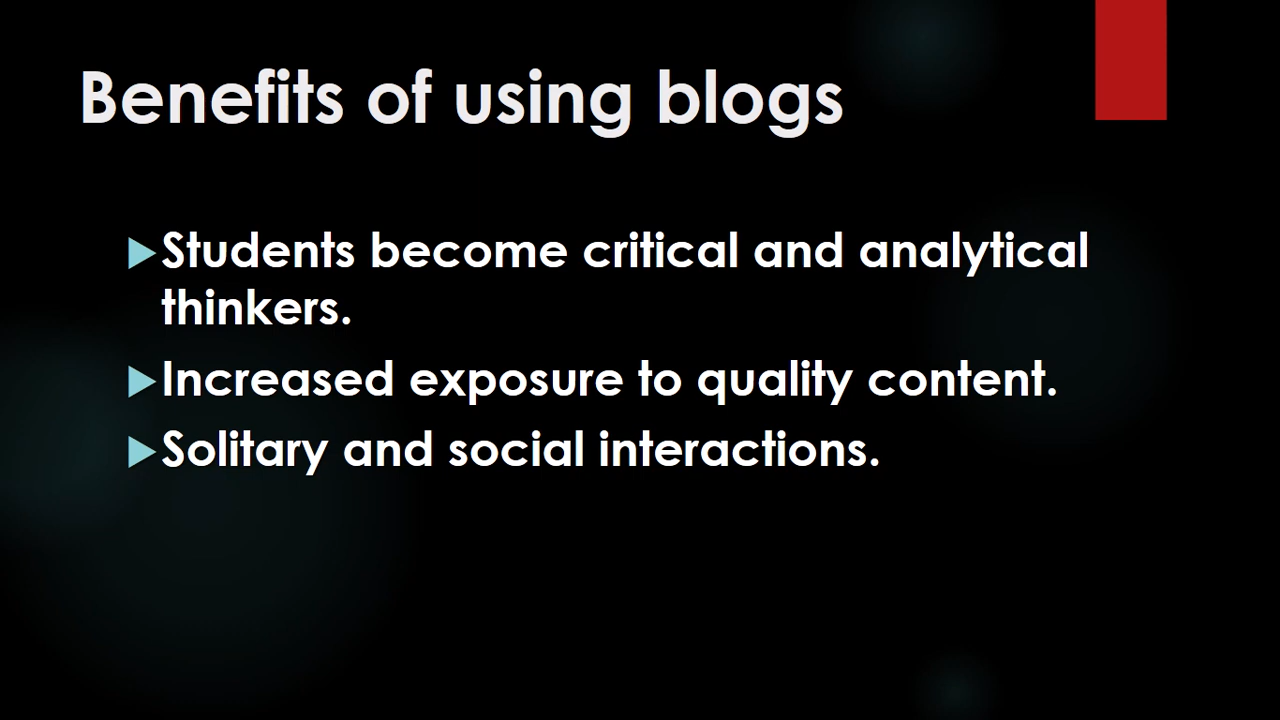 Benefits of using blogs
Students become critical and analytical
thinkers.
Increased exposure to quality content.
Solitary and social interactions.